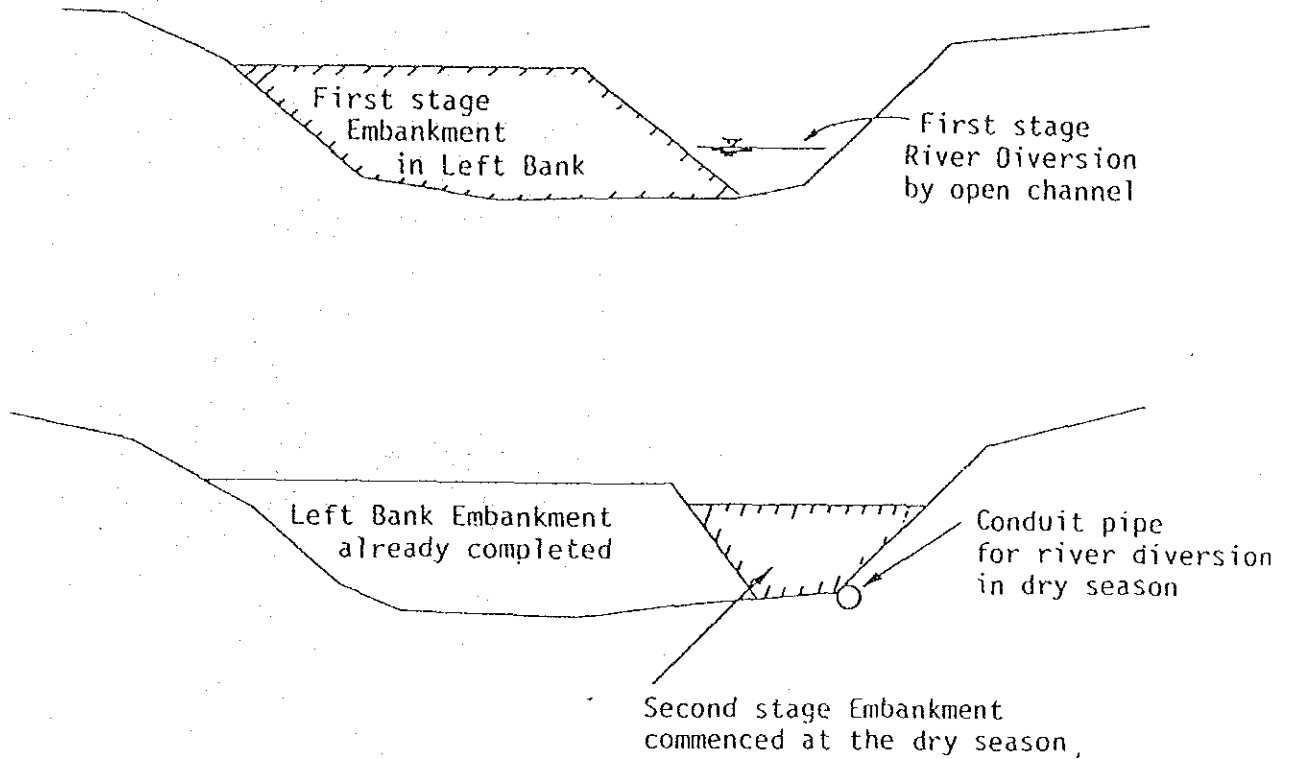 First stage
Embankment
in Left Bank
First stage
River Diversion
by open channel
Left Bank Embankment
already completed
Conduit pipe
for river diversion
in dry season
Second stage Embankment
commenced at the dry season,